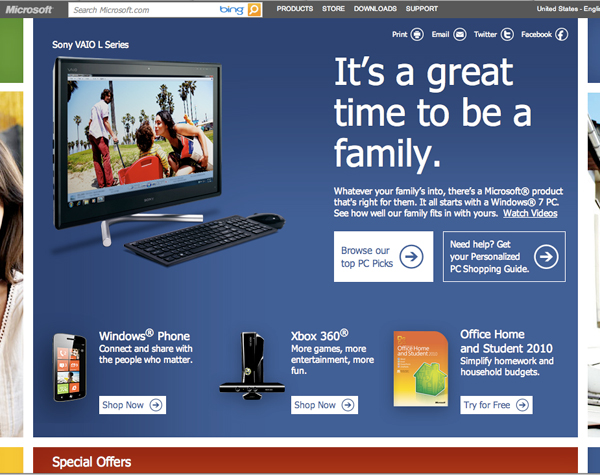 Microsoft® Search Microsoft.com bing PRODUCTS STORE DOWNLOADS SUPPORT United States - Engli
Print Email Twitter Facebook
Sony VAIO L Series
It's a great
time to be a
family.
Whatever your family's into, there's a Microsoft® product
that's right for them. It all starts with a Windows® 7 PC.
See how well our family fits in with yours. Watch Videos
Browse our
top PC Picks
Need help? Get
your Personalized
PC Shopping Guide.
Windows® Phone
Connect and share with
the people who matter.
Shop Now
Xbox 360®
More games, more
entertainment, more
fun.
Shop Now
Office Home
and Student 2010
Simplify homework and
household budgets.
Try for Free
Special Offers